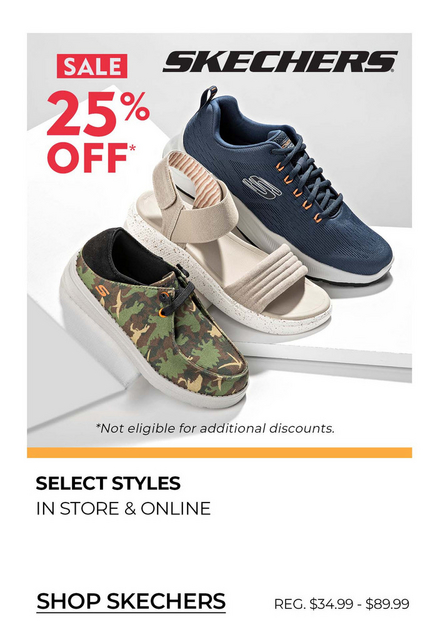 SALE
SKECHERS
25%
OFF*
*Not eligible for additional discounts.
SELECT STYLES
IN STORE & ONLINE
SHOP SKECHERS
REG. $34.99 - $89.99